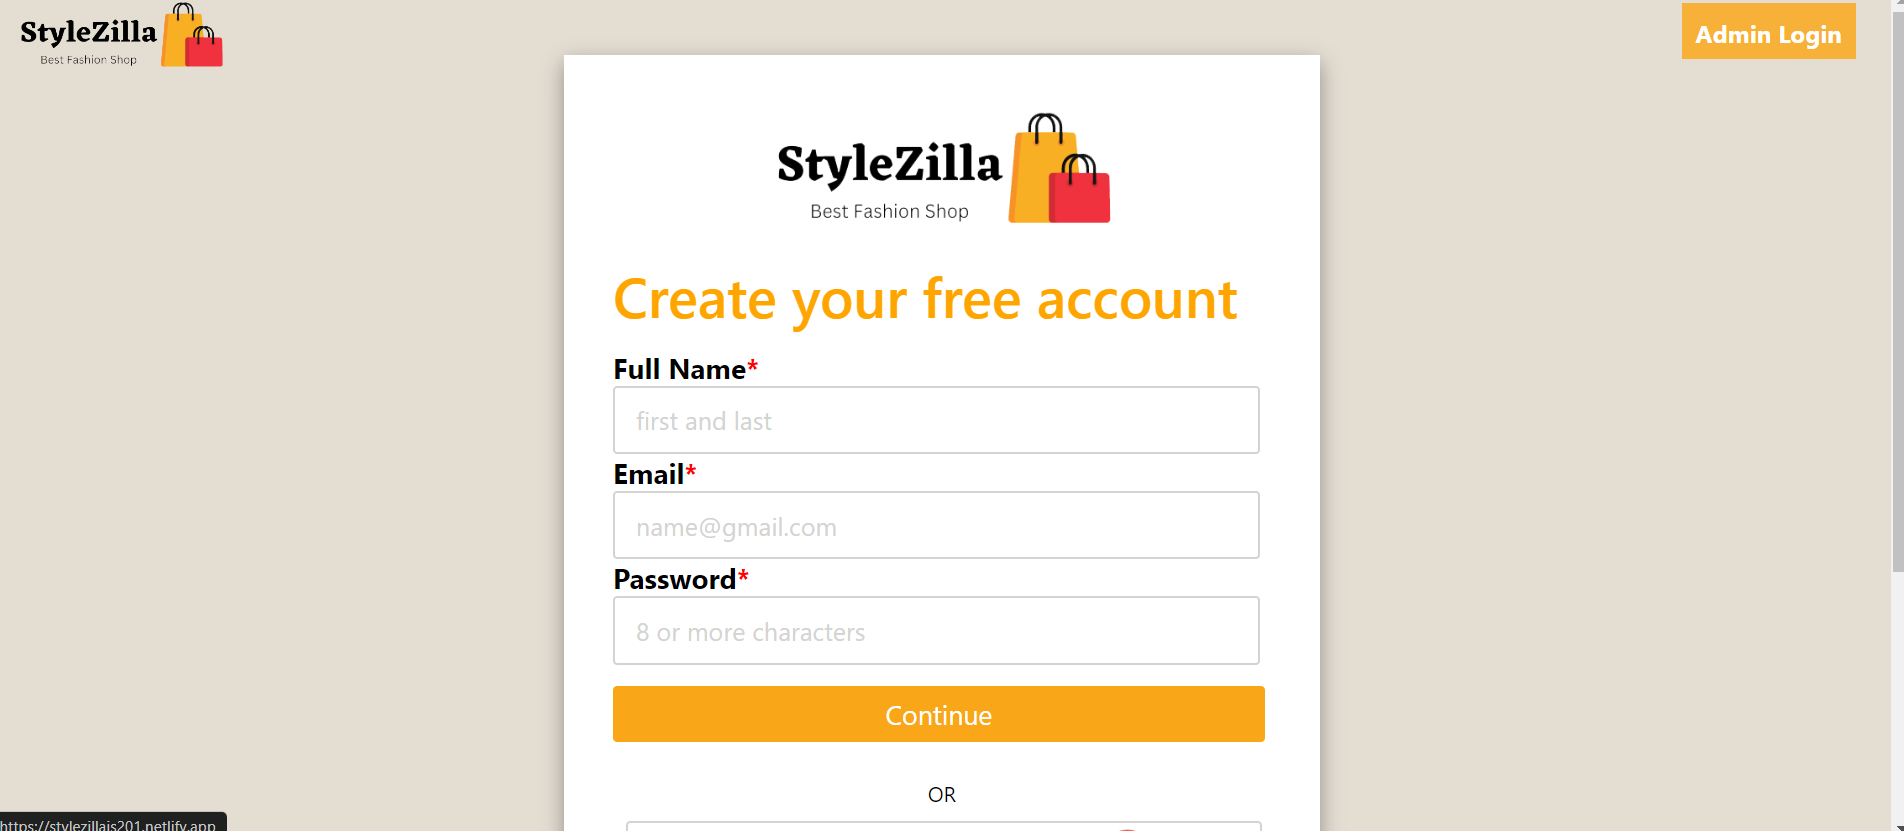 StyleZilla
Best Fashion Shop
Admin Login
StyleZilla
Best Fashion Shop
Create your free account
Full Name*
first and last
Email*
name@gmail.com
Password*
8 or more characters
Continue
OR
https://stylezillajs201.netlify.app